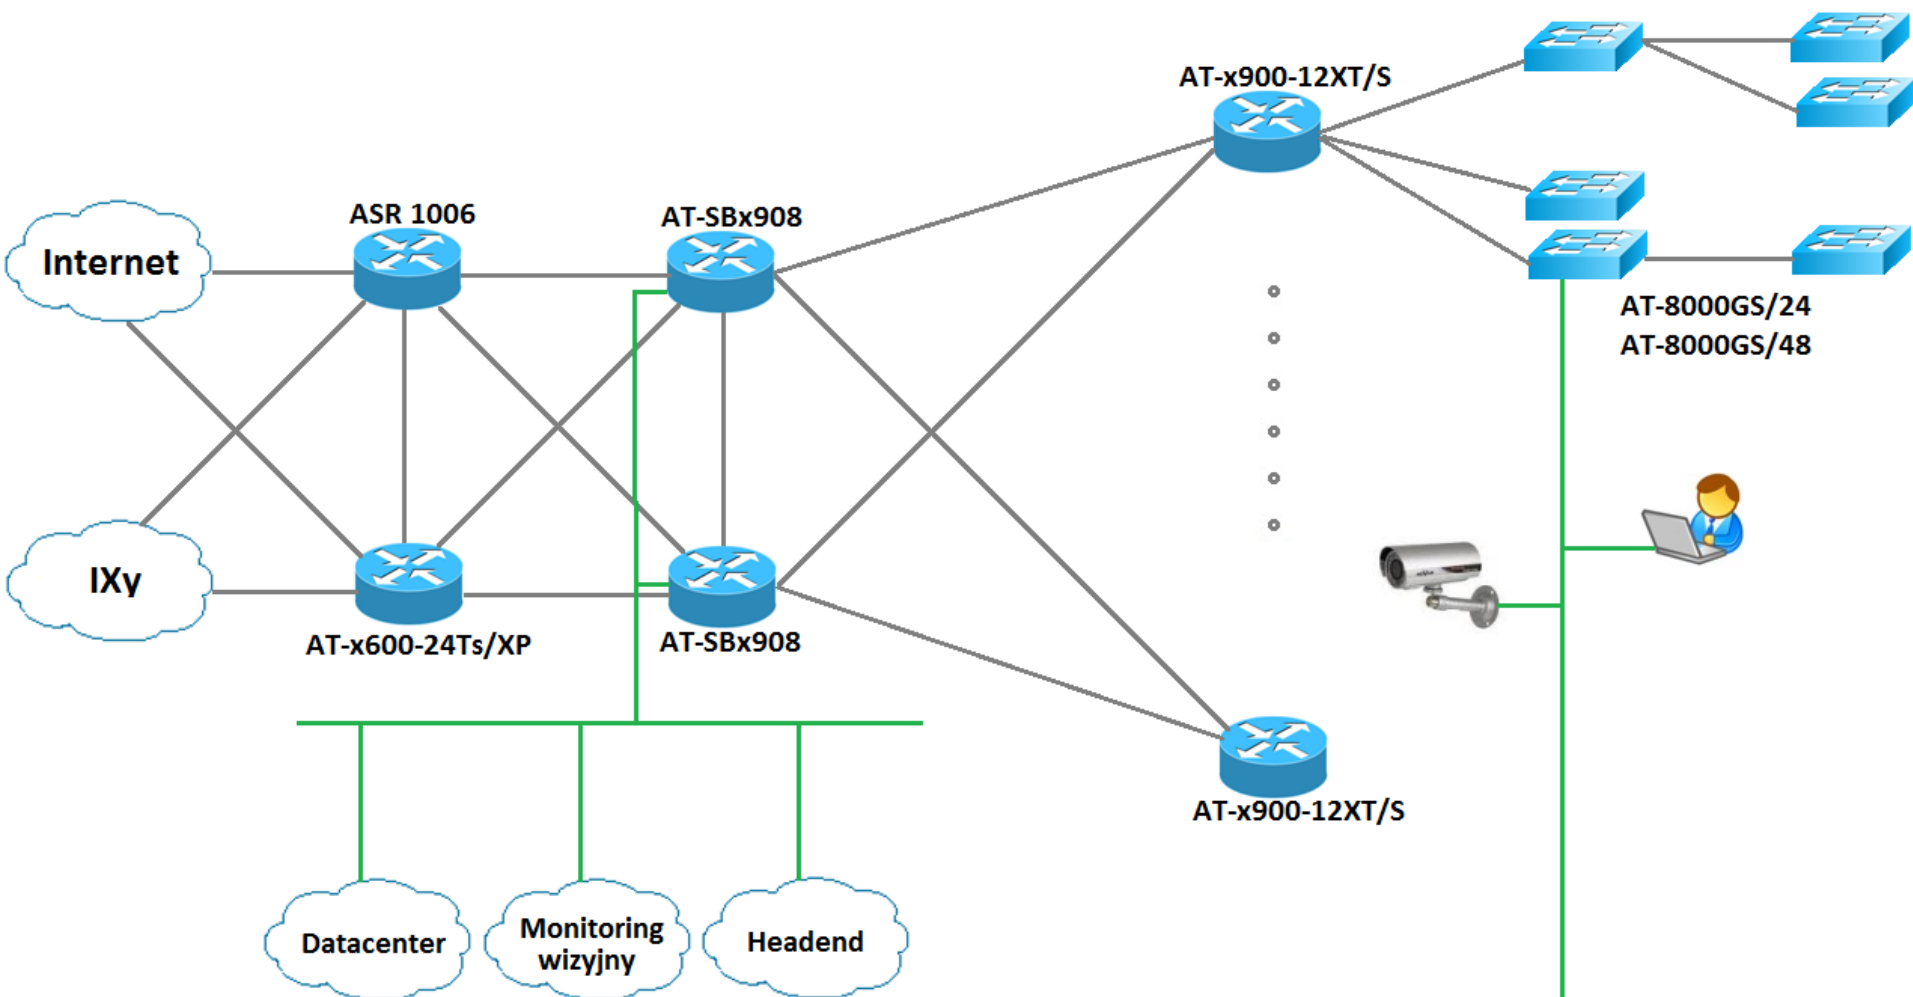 AT-x900-12XT/S
ASR 1006
AT-SBx908
Internet
AT-8000GS/24
AT-8000GS/48
IXy
AT-x600-24Ts/XP
AT-SBx908
AT-x900-12XT/S
Datacenter
Monitoring
wizyjny
Headend